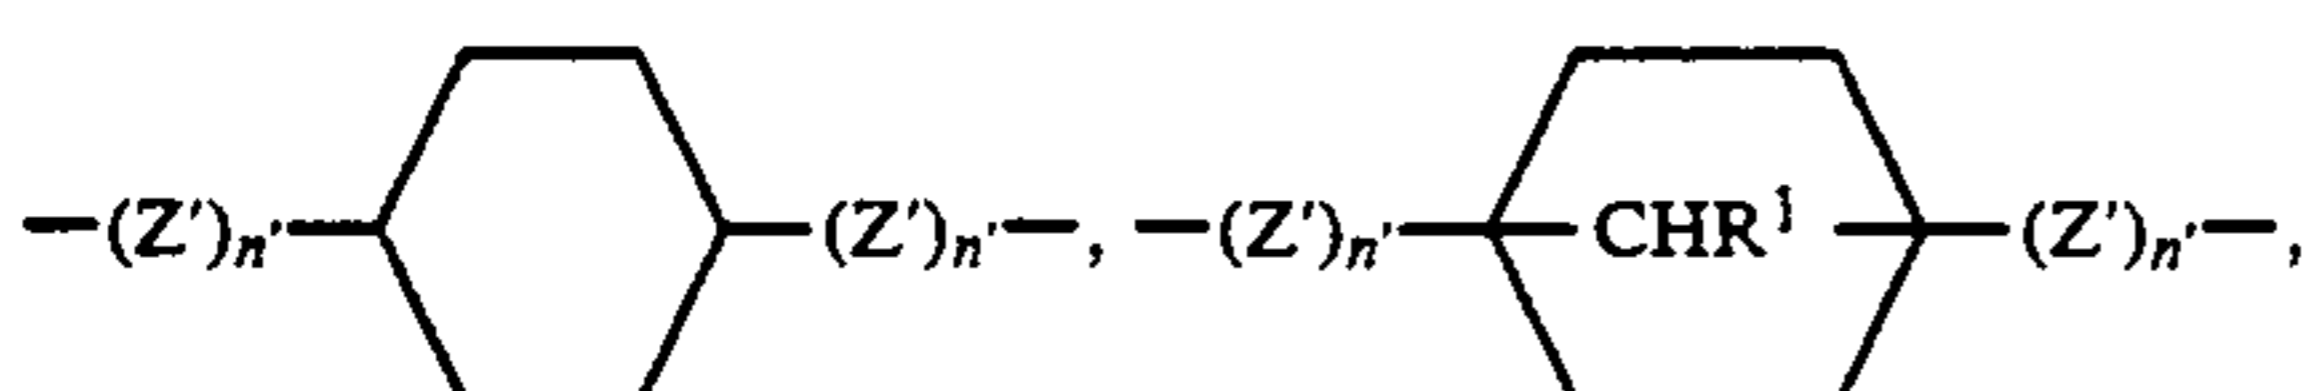 —(Z')n'— —(Z')n'—, —(Z')n'— CHR¹ —(Z')n'—,